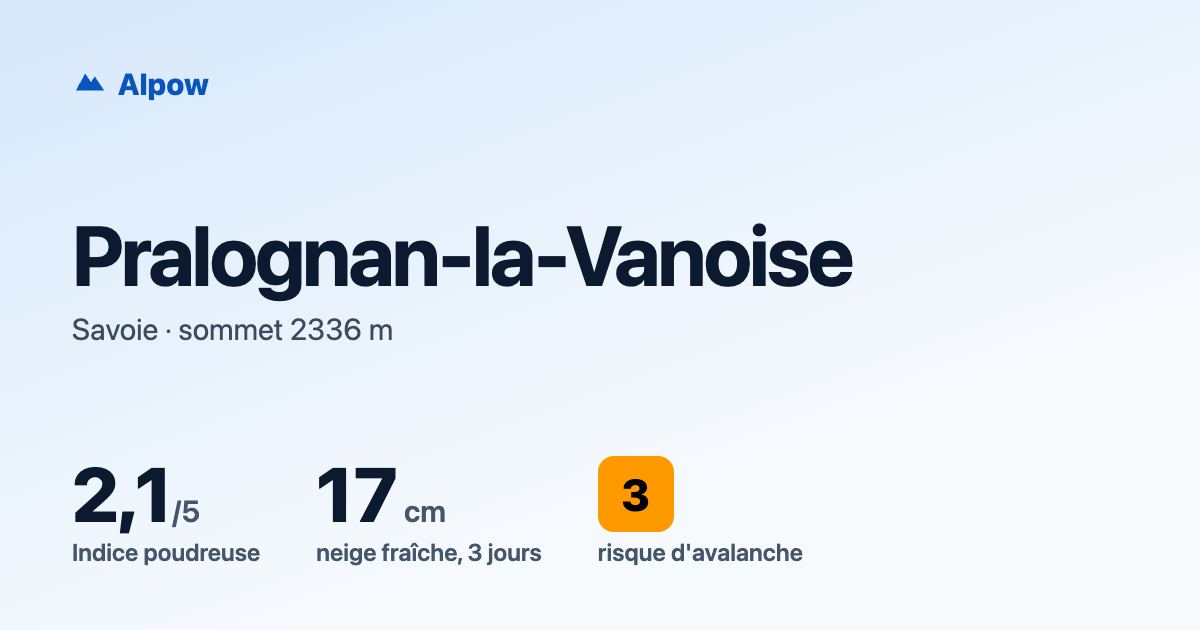 Alpow
Pralognan-la-Vanoise
Savoie · sommet 2336 m
2,1/5
Indice poudreuse
17 cm
neige fraîche, 3 jours
3
risque d'avalanche